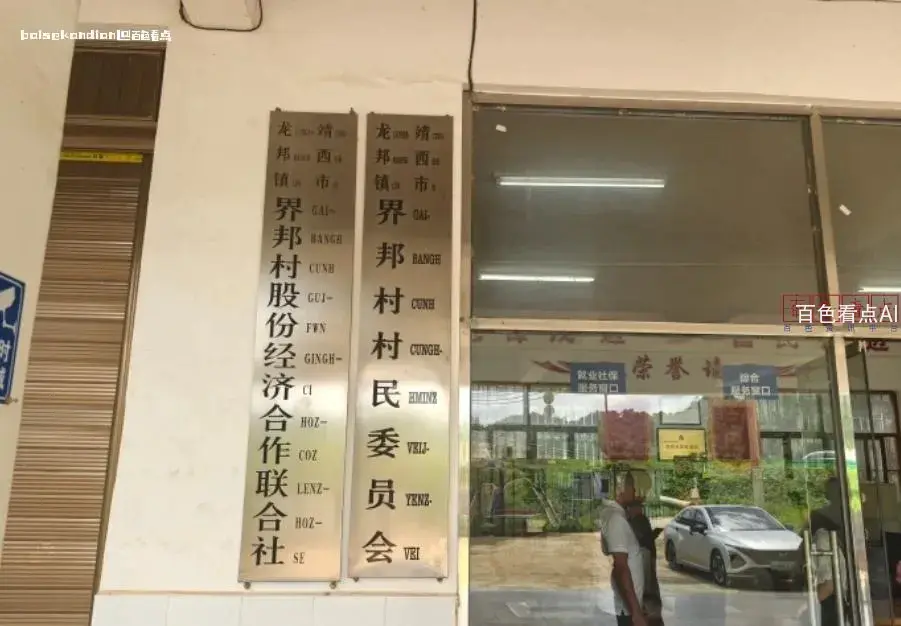 baisekandian@百色看点
靖西市
龙邦镇
界邦村股份经济合作联合社
GAI-
BANGH
CUNH
GUJ-
FWN
GINGH-
CI
HOZ-
COZ
LENZ-
HOZ-
SE
靖西市
龙邦镇
界邦村村民委员会
GAI-
BANGH
CUNH
CUNGH-
HMINZ
VEIJ-
YENZ-
VEI
百色看点AI
荣誉
就业社保
服务窗口
综合
服务窗口
时
域